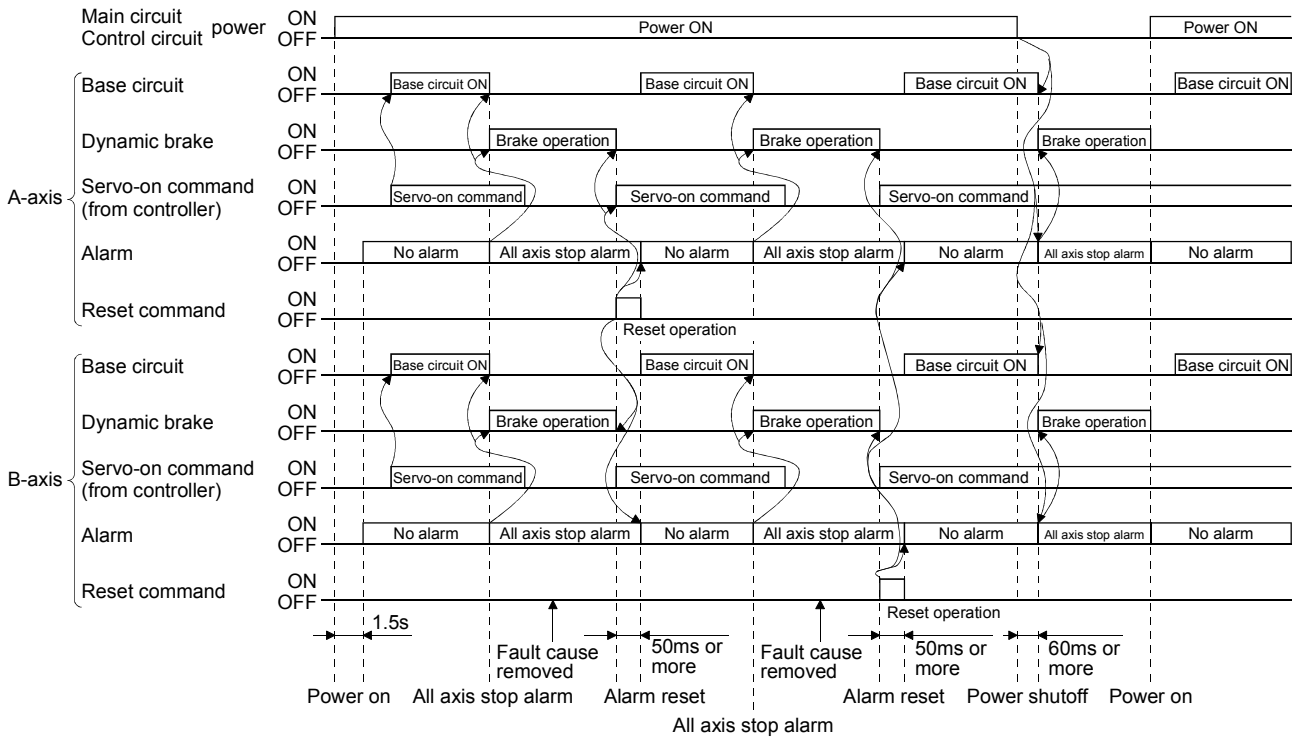 Main circuit
Control circuit power ON OFF Power ON Power ON
A-axis
Base circuit ON OFF Base circuit ON Base circuit ON Base circuit ON Base circuit ON
Dynamic brake ON OFF Brake operation Brake operation Brake operation
Servo-on command
(from controller) ON OFF Servo-on command Servo-on command Servo-on command
Alarm ON OFF No alarm All axis stop alarm No alarm All axis stop alarm No alarm All axis stop alarm No alarm
Reset command ON OFF
Reset operation
B-axis
Base circuit ON OFF Base circuit ON Base circuit ON Base circuit ON Base circuit ON
Dynamic brake ON OFF Brake operation Brake operation Brake operation
Servo-on command
(from controller) ON OFF Servo-on command Servo-on command Servo-on command
Alarm ON OFF No alarm All axis stop alarm No alarm All axis stop alarm No alarm All axis stop alarm No alarm
Reset command ON OFF
Reset operation
1.5s
Fault cause
removed
50ms or
more
Fault cause
removed
50ms or
more
60ms or
more
Power on All axis stop alarm Alarm reset Alarm reset Power shutoff Power on
All axis stop alarm